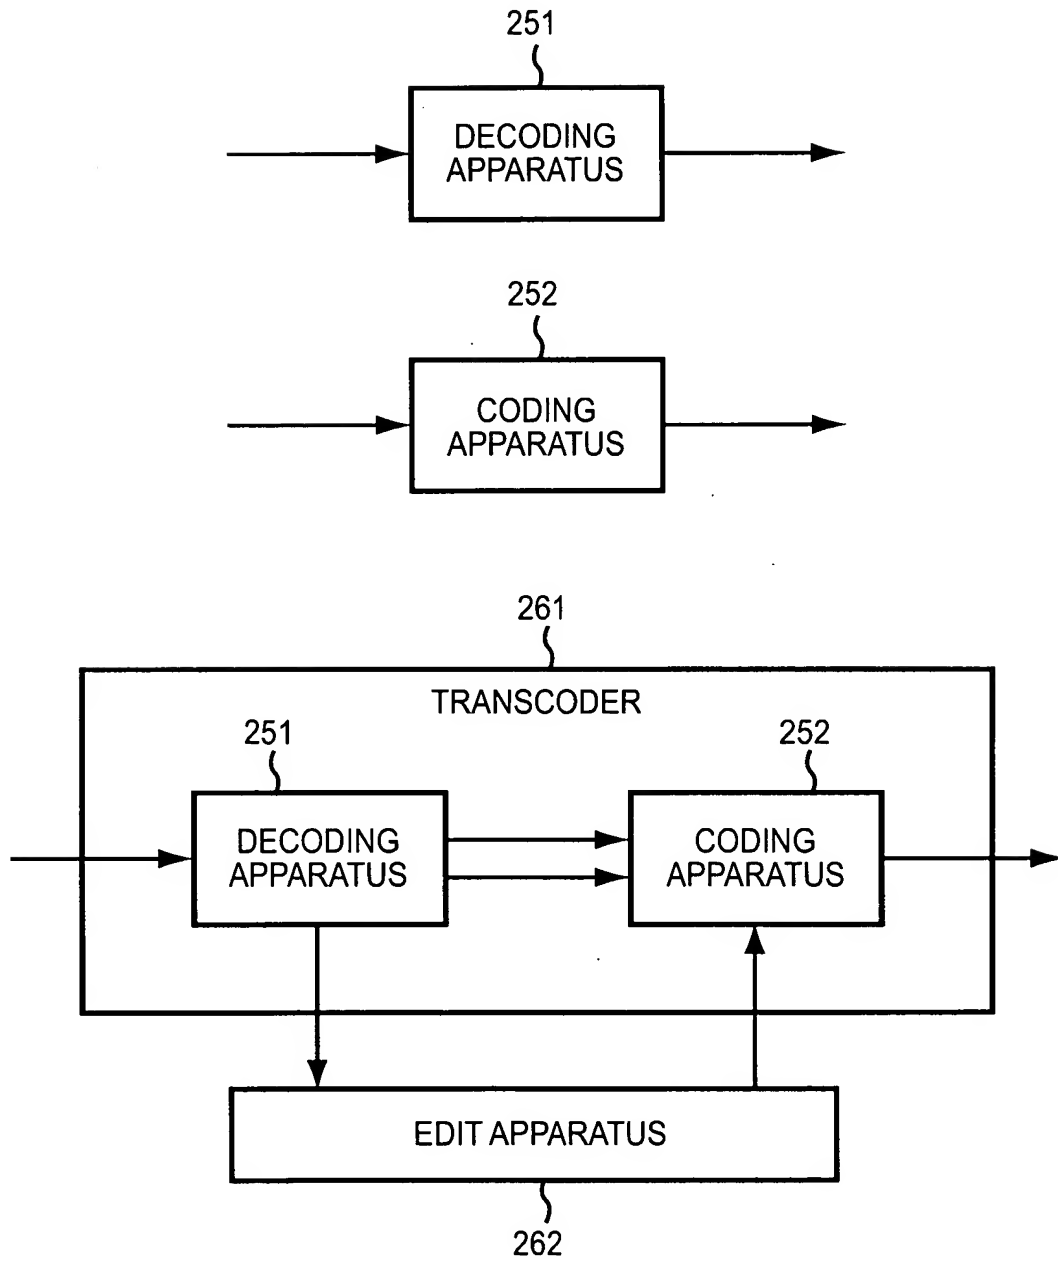 251
DECODING
APPARATUS
252
CODING
APPARATUS
261
TRANSCODER
251
DECODING
APPARATUS
252
CODING
APPARATUS
EDIT APPARATUS
262